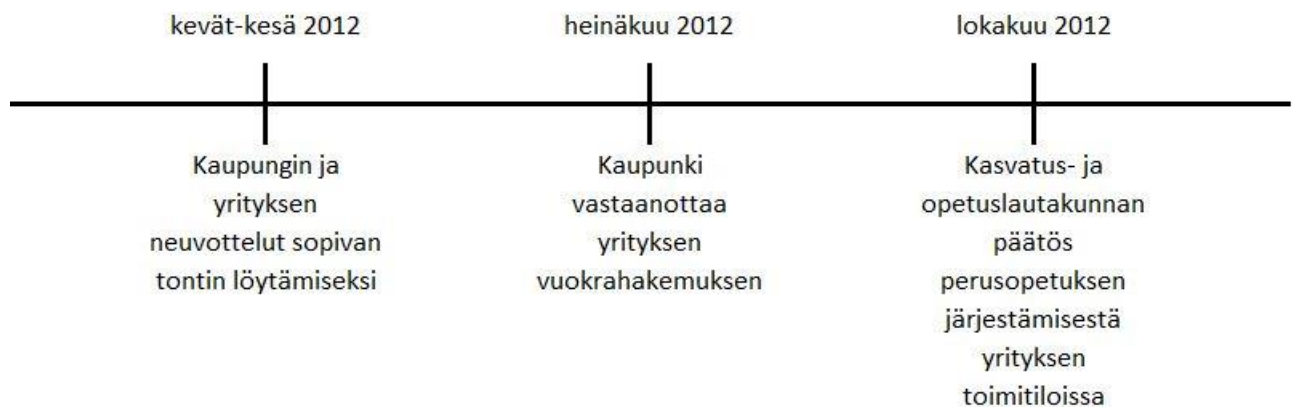 kevät-kesä 2012
heinäkuu 2012
lokakuu 2012
Kaupungin ja
yrityksen
neuvottelut sopivan
tontin löytämiseksi
Kaupunki
vastaanottaa
yrityksen
vuokrahakemuksen
Kasvatus- ja
opetuslautakunnan
päätös
perusopetuksen
järjestämisestä
yrityksen
toimitiloissa